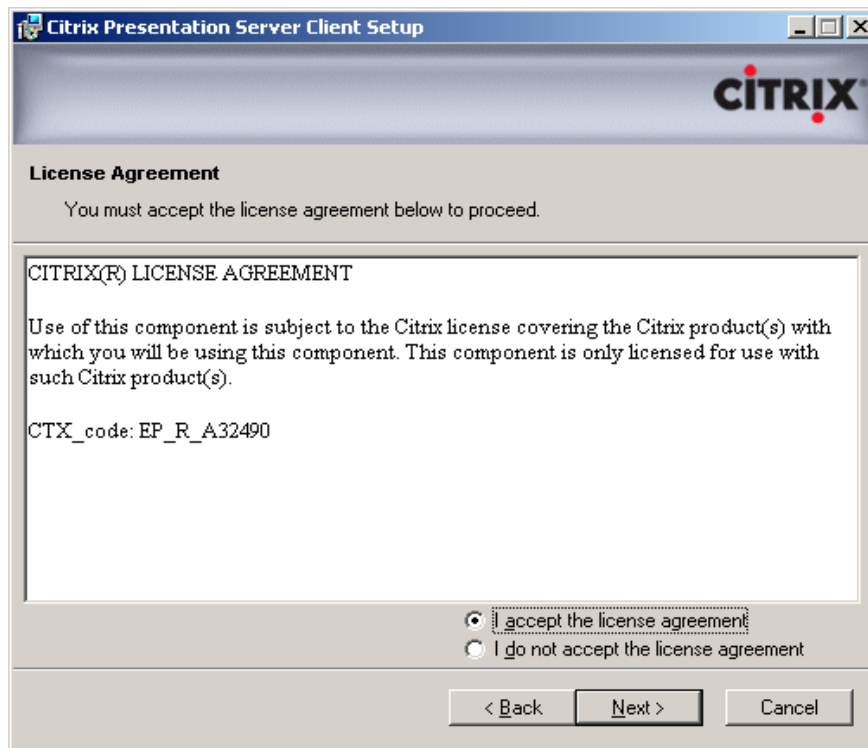 Citrix Presentation Server Client Setup
CiTRIX®
License Agreement
You must accept the license agreement below to proceed.
CITRIX(R) LICENSE AGREEMENT
Use of this component is subject to the Citrix license covering the Citrix product(s) with
which you will be using this component. This component is only licensed for use with
such Citrix product(s).
CTX_code: EP_R_A32490
I accept the license agreement
I do not accept the license agreement
< Back
Next >
Cancel